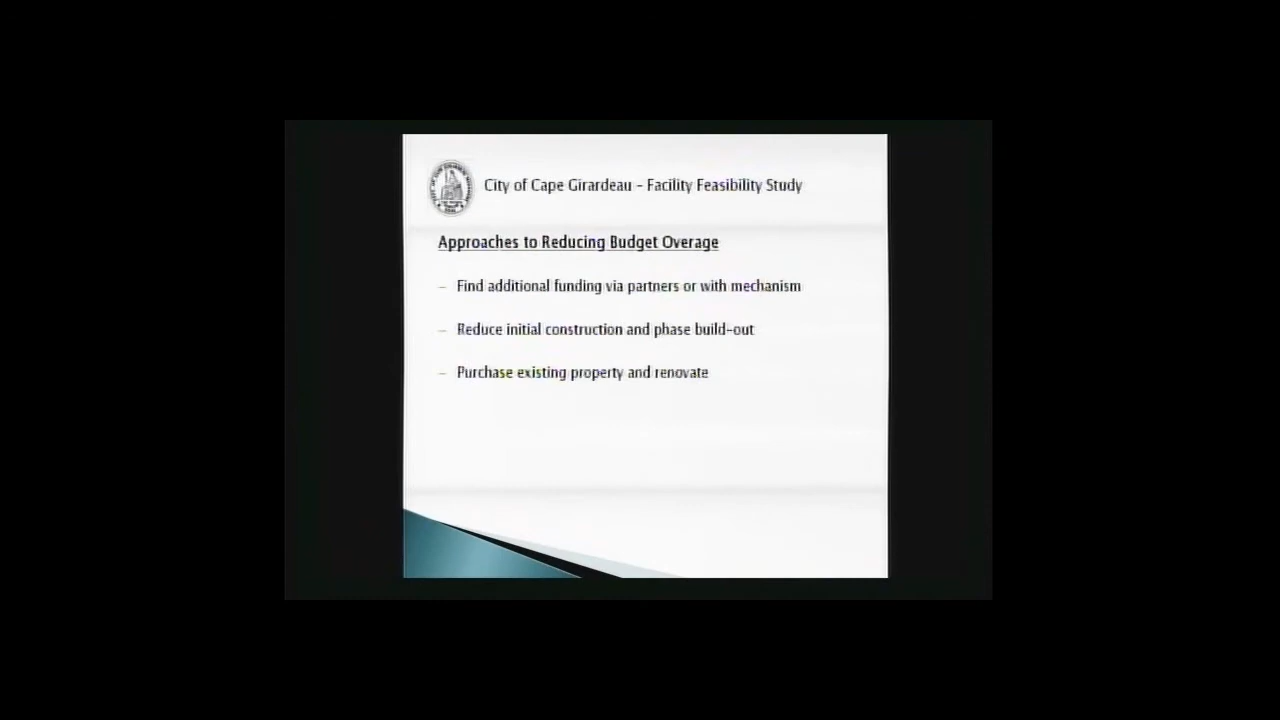 City of Cape Girardeau – Facility Feasibility Study
Approaches to Reducing Budget Overage
– Find additional funding via partners or with mechanism
– Reduce initial construction and phase build-out
– Purchase existing property and renovate